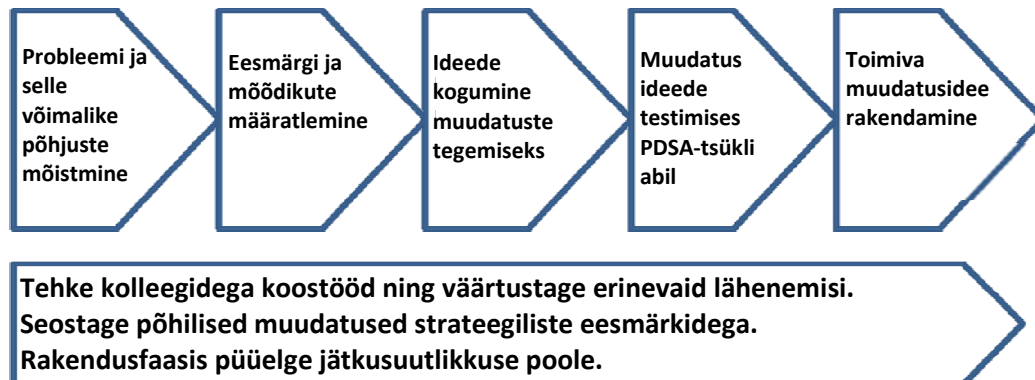 Probleemi ja
selle
võimalike
põhjuste
mõistmine
Eesmärgi ja
mõõdikute
määratlemine
Ideede
kogumine
muudatuste
tegemiseks
Muudatus
ideede
testimises
PDSA-tsükli
abil
Toimiva
muudatusidee
rakendamine
Tehke kolleegidega koostööd ning väärtustage erinevaid lähenemisi.
Seostage põhilised muudatused strateegiliste eesmärkidega.
Rakendusfaasis püüelge jätkusuutlikkuse poole.